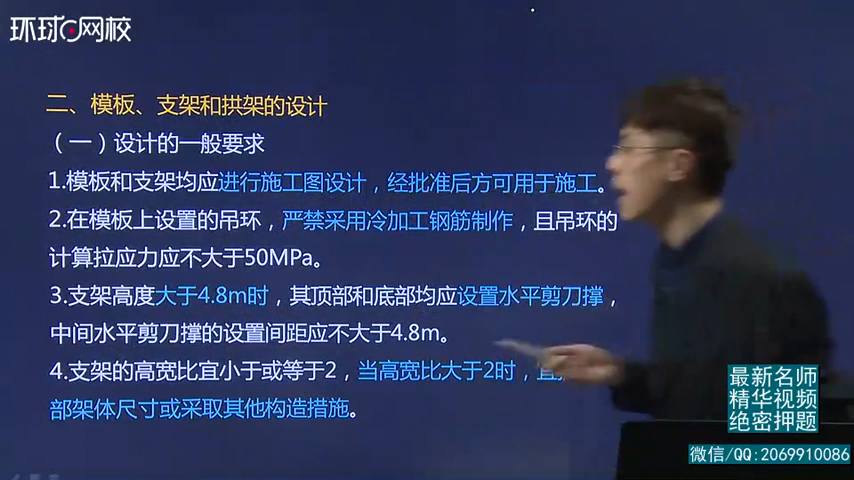 环球网校
二、模板、支架和拱架的设计
（一）设计的一般要求
1.模板和支架均应进行施工图设计，经批准后方可用于施工。
2.在模板上设置的吊环，严禁采用冷加工钢筋制作，且吊环的
计算拉应力应不大于50MPa。
3.支架高度大于4.8m时，其顶部和底部均应设置水平剪刀撑，
中间水平剪刀撑的设置间距应不大于4.8m。
4.支架的高宽比宜小于或等于2，当高宽比大于2时，宜
部架体尺寸或采取其他构造措施。
最新名师
精华视频
绝密押题
微信/QQ:2069910086